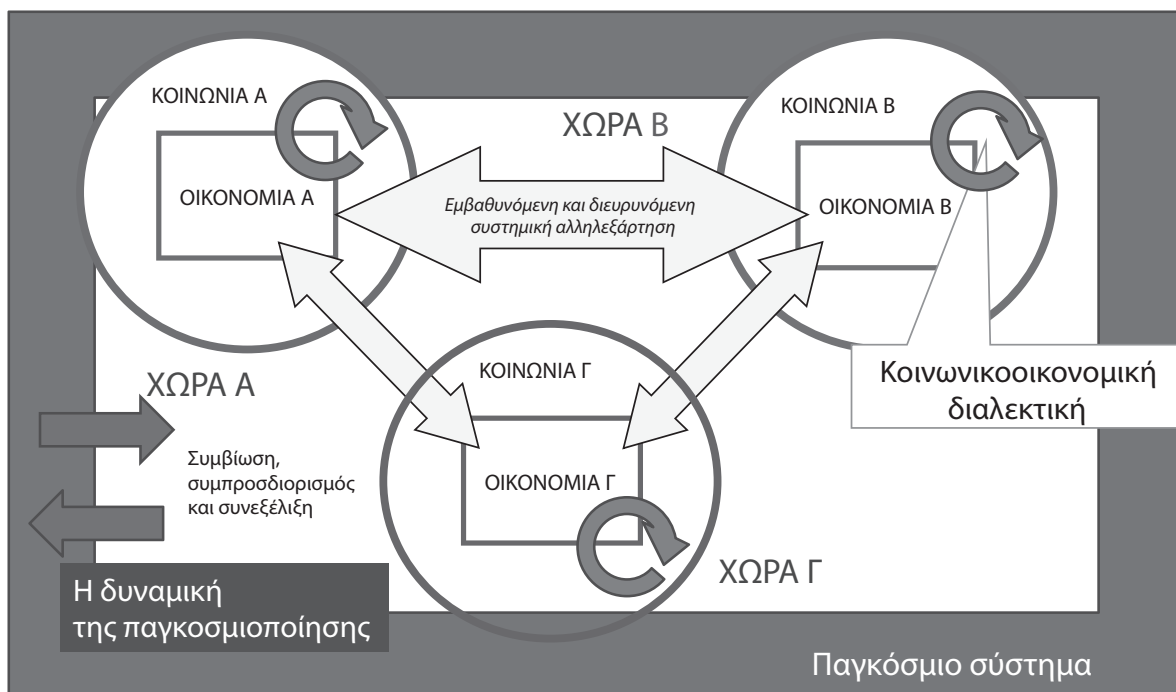 ΚΟΙΝΩΝΙΑ Α
ΟΙΚΟΝΟΜΙΑ Α
ΧΩΡΑ Β
ΚΟΙΝΩΝΙΑ Β
ΟΙΚΟΝΟΜΙΑ Β
Εμβαθυνόμενη και διευρυνόμενη
συστημική αλληλεξάρτηση
ΧΩΡΑ Α
ΚΟΙΝΩΝΙΑ Γ
ΟΙΚΟΝΟΜΙΑ Γ
Κοινωνικοοικονομική
διαλεκτική
Συμβίωση,
συμπροσδιορισμός
και συνεξέλιξη
ΧΩΡΑ Γ
Η δυναμική
της παγκοσμιοποίησης
Παγκόσμιο σύστημα